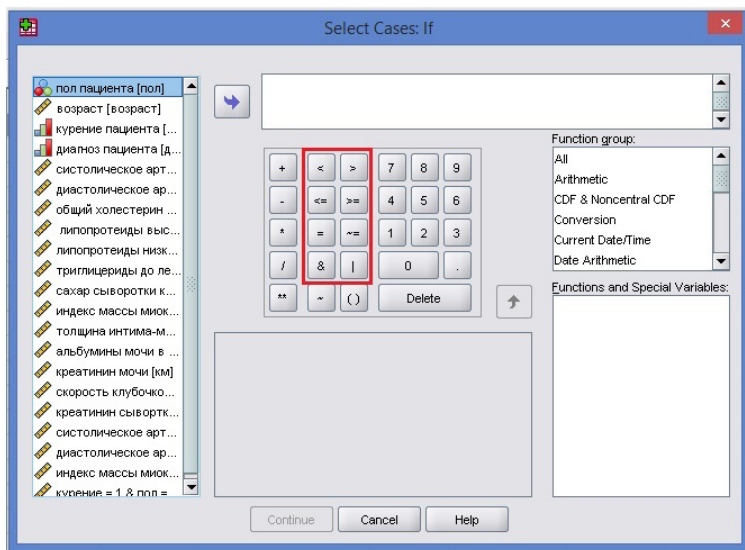 Select Cases: If
пол пациента [пол]
возраст [возраст]
курение пациента [...
диагноз пациента [д...
систолическое арт...
диастолическое ар...
общий холестерин ...
липопротеиды выс...
липопротеиды низк...
триглицериды до ле...
сахар сыворотки к...
индекс массы миок...
толщина интима-м...
альбумины мочи в ...
креатинин мочи [км]
скорость клубочко...
креатинин сывортк...
систолическое арт...
диастолическое ар...
индекс массы миок...
курение = 1 & пол =
+ < > 7 8 9
- <= >= 4 5 6
* = ~= 1 2 3
/ & | 0 .
** ~ () Delete
Function group:
All
Arithmetic
CDF & Noncentral CDF
Conversion
Current Date/Time
Date Arithmetic
Functions and Special Variables:
Continue Cancel Help